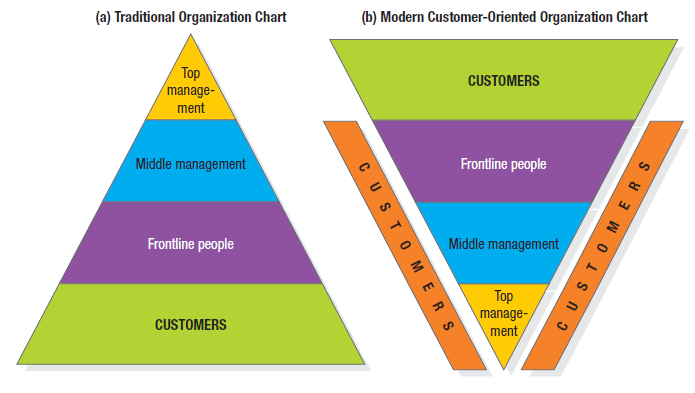 (a) Traditional Organization Chart
Top
manage-
ment
Middle management
Frontline people
CUSTOMERS
(b) Modern Customer-Oriented Organization Chart
CUSTOMERS
Frontline people
Middle management
Top
manage-
ment
CUSTOMERS
CUSTOMERS